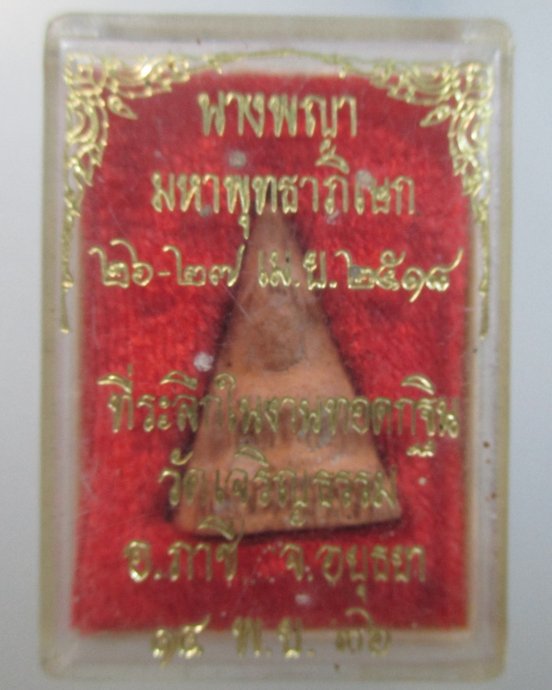 นางพญา
มหาพุทธาภิเษก
๒๖-๒๗ เม.ย. ๒๕๑๘
ที่ระลึกในงานทอดกฐิน
วัดเจริญธรรม
อ.ภาชี จ.อยุธยา
๑๕ พ.ย. ๓๖